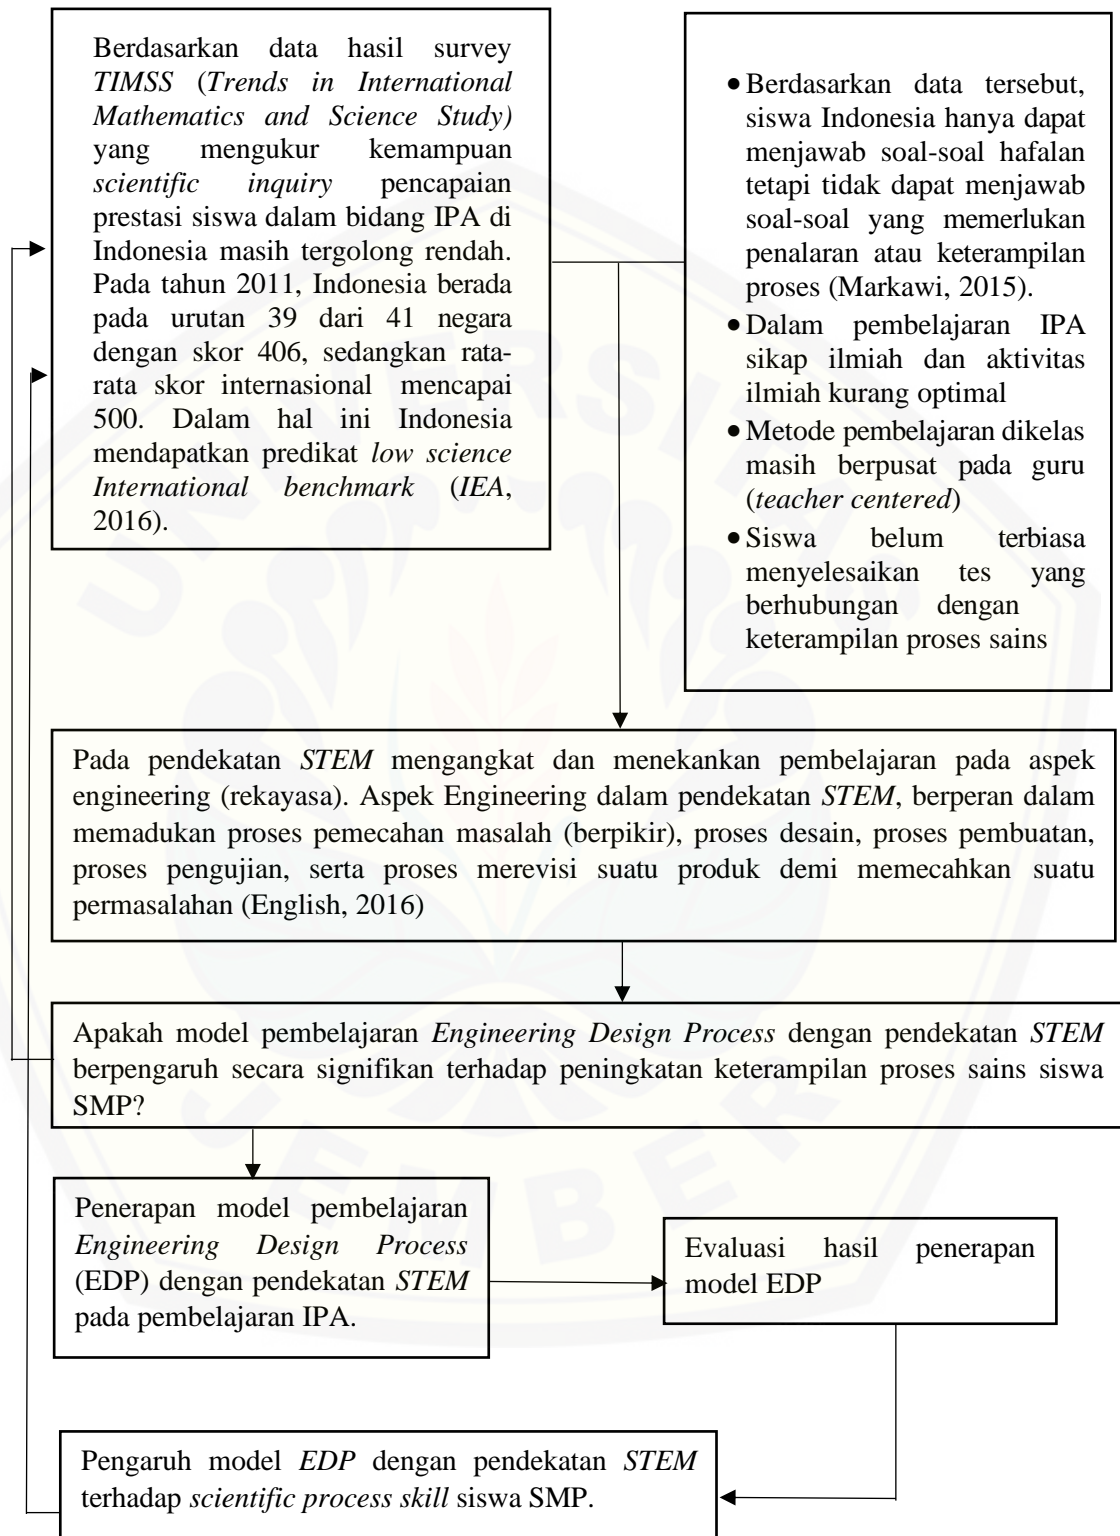 Berdasarkan data hasil survey
TIMSS (Trends in International
Mathematics and Science Study)
yang mengukur kemampuan
scientific inquiry pencapaian
prestasi siswa dalam bidang IPA di
Indonesia masih tergolong rendah.
Pada tahun 2011, Indonesia berada
pada urutan 39 dari 41 negara
dengan skor 406, sedangkan rata-
rata skor internasional mencapai
500. Dalam hal ini Indonesia
mendapatkan predikat low science
International benchmark (IEA,
2016).
• Berdasarkan data tersebut,
siswa Indonesia hanya dapat
menjawab soal-soal hafalan
tetapi tidak dapat menjawab
soal-soal yang memerlukan
penalaran atau keterampilan
proses (Markawi, 2015).
• Dalam pembelajaran IPA
sikap ilmiah dan aktivitas
ilmiah kurang optimal
• Metode pembelajaran dikelas
masih berpusat pada guru
(teacher centered)
• Siswa belum terbiasa
menyelesaikan tes yang
berhubungan dengan
keterampilan proses sains
Pada pendekatan STEM mengangkat dan menekankan pembelajaran pada aspek
engineering (rekayasa). Aspek Engineering dalam pendekatan STEM, berperan dalam
memadukan proses pemecahan masalah (berpikir), proses desain, proses pembuatan,
proses pengujian, serta proses merevisi suatu produk demi memecahkan suatu
permasalahan (English, 2016)
Apakah model pembelajaran Engineering Design Process dengan pendekatan STEM
berpengaruh secara signifikan terhadap peningkatan keterampilan proses sains siswa
SMP?
Penerapan model pembelajaran
Engineering Design Process
(EDP) dengan pendekatan STEM
pada pembelajaran IPA.
Evaluasi hasil penerapan
model EDP
Pengaruh model EDP dengan pendekatan STEM
terhadap scientific process skill siswa SMP.
UNIVERSITAS
JEMBER